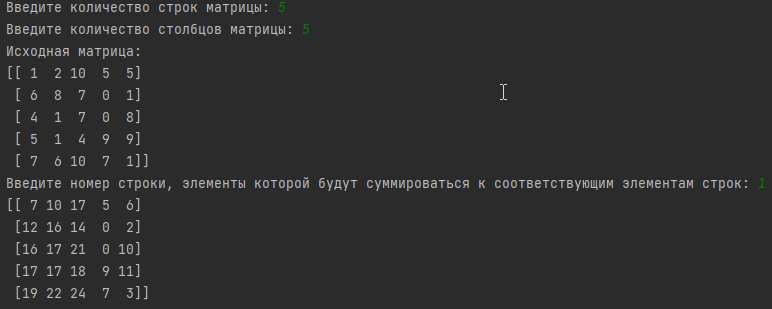 Введите количество строк матрицы: 5
Введите количество столбцов матрицы: 5
Исходная матрица:
[[ 1  2 10  5  5]
 [ 6  8  7  0  1]
 [ 4  1  7  0  8]
 [ 5  1  4  9  9]
 [ 7  6 10  7  1]]
Введите номер строки, элементы которой будут суммироваться к соответствующим элементам строк: 1
[[ 7 10 17  5  6]
 [12 16 14  0  2]
 [16 17 21  0 10]
 [17 17 18  9 11]
 [19 22 24  7  3]]